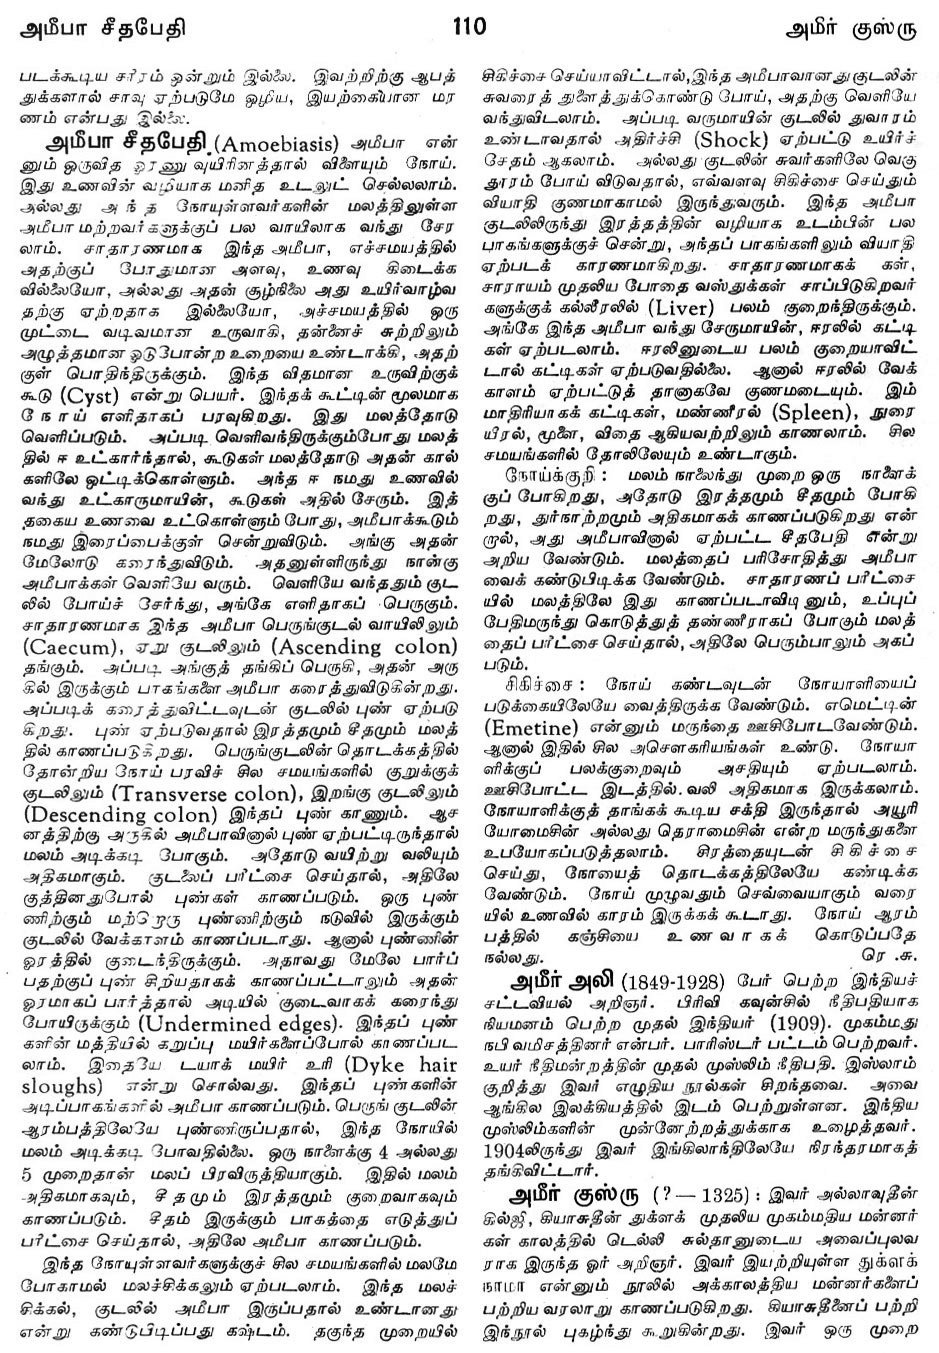 அமீபா சீதபேதி
110
அமிர் குஸ்ரு
படக்கூடிய சரீரம் ஒன்றும் இல்லை. இவற்றிற்கு ஆபத்
துக்களால் சாவு ஏற்படுமே ஒழிய, இயற்கையான மர
ணம் என்பது இல்லை.
அமீபா சீதபேதி (Amoebiasis) அமீபா என்
னும் ஒருவித ஓரணு வுயிரினத்தால் விளையும் நோய்.
இது உணவின் வழியாக மனித உடலுட் செல்லலாம்.
அல்லது அந்த நோயுள்ளவர்களின் மலத்திலுள்ள
அமீபா மற்றவர்களுக்குப் பல வாயிலாக வந்து சேர
லாம். சாதாரணமாக இந்த அமீபா, எச்சமயத்தில்
அதற்குப் போதுமான அளவு, உணவு கிடைக்க
வில்லையோ, அல்லது அதன் சூழ்நிலை அது உயிர்வாழ்வ
தற்கு ஏற்றதாக இல்லையோ, அச்சமயத்தில் ஒரு
முட்டை வடிவமான உருவாகி, தன்னைச் சுற்றிலும்
அழுத்தமான ஓடுபோன்ற உறையை உண்டாக்கி, அதற்
குள் பொதிந்திருக்கும். இந்த விதமான உருவிற்குக்
கூடு (Cyst) என்று பெயர். இந்தக் கூட்டின் மூலமாக
நோய் எளிதாகப் பரவுகிறது. இது மலத்தோடு
வெளிப்படும். அப்படி வெளிவந்திருக்கும்போது மலத்
தில் ஈ உட்கார்ந்தால், கூடுகள் மலத்தோடு அதன் கால்
களிலே ஒட்டிக்கொள்ளும். அந்த ஈ நமது உணவில்
வந்து உட்காருமாயின், கூடுகள் அதில் சேரும். இத்
தகைய உணவை உட்கொள்ளும் போது, அமீபாக்கூடும்
நமது இரைப்பைக்குள் சென்றுவிடும். அங்கு அதன்
மேலோடு கரைந்துவிடும். அதனுள்ளிருந்து நான்கு
அமீபாக்கள் வெளியே வரும். வெளியே வந்ததும் குட
லில் போய்ச் சேர்ந்து, அங்கே எளிதாகப் பெருகும்.
சாதாரணமாக இந்த அமீபா பெருங்குடல் வாயிலிலும்
(Caecum), ஏறு குடலிலும் (Ascending colon)
தங்கும். அப்படி அங்குத் தங்கிப் பெருகி, அதன் அரு
கில் இருக்கும் பாகங்களை அமீபா கரைத்துவிடுகின்றது.
அப்படிக் கரைத்துவிட்டவுடன் குடலில் புண் ஏற்படு
கிறது. புண் ஏற்படுவதால் இரத்தமும் சீதமும் மலத்
தில் காணப்படுகிறது. பெருங்குடலின் தொடக்கத்தில்
தோன்றிய நோய் பரவிச் சில சமயங்களில் குறுக்குக்
குடலிலும் (Transverse colon), இறங்கு குடலிலும்
(Descending colon) இந்தப் புண் காணும். ஆச
னத்திற்கு அருகில் அமீபாவினால் புண் ஏற்பட்டிருந்தால்
மலம் அடிக்கடி போகும். அதோடு வயிற்று வலியும்
அதிகமாகும். குடலைப் பரீட்சை செய்தால், அதிலே
குத்தினதுபோல் புண்கள் காணப்படும். ஒரு புண்
ணிற்கும் மற்றொரு புண்ணிற்கும் நடுவில் இருக்கும்
குடலில் வேக்காளம் காணப்படாது. ஆனால் புண்ணின்
ஓரத்தில் குடைந்திருக்கும். அதாவது மேலே பார்ப்
பதற்குப் புண் சிறியதாகக் காணப்பட்டாலும் அதன்
ஓரமாகப் பார்த்தால் அடியில் குடைவாகக் கரைந்து
போயிருக்கும் (Undermined edges). இந்தப் புண்
களின் மத்தியில் கறுப்பு மயிர்களைப்போல் காணப்பட
லாம். இதையே டயாக் மயிர் உரி (Dyke hair
sloughs) என்று சொல்வது. இந்தப் புண்களின்
அடிப்பாகங்களில் அமீபா காணப்படும். பெருங் குடலின்
ஆரம்பத்திலேயே புண்ணிருப்பதால், இந்த நோயில்
மலம் அடிக்கடி போவதில்லை. ஒரு நாளைக்கு 4 அல்லது
5 முறைதான் மலப் பிரவிருத்தியாகும். இதில் மலம்
அதிகமாகவும், சீதமும் இரத்தமும் குறைவாகவும்
காணப்படும். சீதம் இருக்கும் பாகத்தை எடுத்துப்
பரீட்சை செய்தால், அதிலே அமீபா காணப்படும்.
இந்த நோயுள்ளவர்களுக்குச் சில சமயங்களில் மலமே
போகாமல் மலச்சிக்கலும் ஏற்படலாம். இந்த மலச்
சிக்கல், குடலில் அமீபா இருப்பதால் உண்டானது
என்று கண்டுபிடிப்பது கஷ்டம். தகுந்த முறையில்
சிகிச்சை செய்யாவிட்டால், இந்த அமீபாவானது குடலின்
சுவரைத் துளைத்துக்கொண்டு போய், அதற்கு வெளியே
வந்துவிடலாம். அப்படி வருமாயின் குடலில் துவாரம்
உண்டாவதால் அதிர்ச்சி (Shock) ஏற்பட்டு உயிர்ச்
சேதம் ஆகலாம். அல்லது குடலின் சுவர்களிலே வெகு
தூரம் போய் விடுவதால், எவ்வளவு சிகிச்சை செய்தும்
வியாதி குணமாகாமல் இருந்துவரும். இந்த அமீபா
குடலிலிருந்து இரத்தத்தின் வழியாக உடம்பின் பல
பாகங்களுக்குச் சென்று, அந்தப் பாகங்களிலும் வியாதி
ஏற்படக் காரணமாகிறது. சாதாரணமாகக் கள்,
சாராயம் முதலிய போதை வஸ்துக்கள் சாப்பிடுகிறவர்
களுக்குக் கல்லீரலில் (Liver) பலம் குறைந்திருக்கும்.
அங்கே இந்த அமீபா வந்து சேருமாயின், ஈரலில் கட்டி
கள் ஏற்படலாம். ஈரலினுடைய பலம் குறையாவிட்
டால் கட்டிகள் ஏற்படுவதில்லை. ஆனால் ஈரலில் வேக்
காளம் ஏற்பட்டுத் தானாகவே குணமடையும். இம்
மாதிரியாகக் கட்டிகள், மண்ணீரல் (Spleen), நுரை
யீரல், மூளை, விதை ஆகியவற்றிலும் காணலாம். சில
சமயங்களில் தோலிலேயும் உண்டாகும்.
நோய்க்குறி : மலம் நாலைந்து முறை ஒரு நாளைக்
குப் போகிறது, அதோடு இரத்தமும் சீதமும் போகி
றது, துர்நாற்றமும் அதிகமாகக் காணப்படுகிறது என்
றால், அது அமீபாவினால் ஏற்பட்ட சீதபேதி என்று
அறிய வேண்டும். மலத்தைப் பரிசோதித்து அமீபா
வைக் கண்டுபிடிக்க வேண்டும். சாதாரணப் பரீட்சை
யில் மலத்திலே இது காணப்படாவிடினும், உப்புப்
பேதிமருந்து கொடுத்துத் தண்ணீராகப் போகும் மலத்
தைப் பரீட்சை செய்தால், அதிலே பெரும்பாலும் அகப்
படும்.
சிகிச்சை : நோய் கண்டவுடன் நோயாளியைப்
படுக்கையிலேயே வைத்திருக்க வேண்டும். எமெட்டின்
(Emetine) என்னும் மருந்தை ஊசிபோடவேண்டும்.
ஆனால் இதில் சில அசௌகரியங்கள் உண்டு. நோயா
ளிக்குப் பலக்குறைவும் அசதியும் ஏற்படலாம்.
ஊசிபோட்ட இடத்தில் வலி அதிகமாக இருக்கலாம்.
நோயாளிக்குத் தாங்கக் கூடிய சக்தி இருந்தால் அயூரி
யோமைசின் அல்லது தெராமைசின் என்ற மருந்துகளை
உபயோகப்படுத்தலாம். சிரத்தையுடன் சிகிச்சை
செய்து, நோயைத் தொடக்கத்திலேயே கண்டிக்க
வேண்டும். நோய் முழுவதும் செவ்வையாகும் வரை
யில் உணவில் காரம் இருக்கக் கூடாது. நோய் ஆரம்
பத்தில் கஞ்சியை உணவாகக் கொடுப்பதே
நல்லது. ரெ .சு.
அமீர் அலி (1849-1928) பேர் பெற்ற இந்தியச்
சட்டவியல் அறிஞர். பிரிவி கவுன்சில் நீதிபதியாக
நியமனம் பெற்ற முதல் இந்தியர் (1909). முகம்மது
நபி வமிசத்தினர் என்பர். பாரிஸ்டர் பட்டம் பெற்றவர்.
உயர் நீதிமன்றத்தின் முதல் முஸ்லிம் நீதிபதி. இஸ்லாம்
குறித்து இவர் எழுதிய நூல்கள் சிறந்தவை. அவை
ஆங்கில இலக்கியத்தில் இடம் பெற்றுள்ளன. இந்திய
முஸ்லிம்களின் முன்னேற்றத்துக்காக உழைத்தவர்.
1904லிருந்து இவர் இங்கிலாந்திலேயே நிரந்தரமாகத்
தங்கிவிட்டார்.
அமீர் குஸ்ரு (? — 1325) : இவர் அல்லாவுதீன்
கில்ஜி, கியாசுதீன் துக்ளக் முதலிய முகம்மதிய மன்னர்
கள் காலத்தில் டெல்லி சுல்தானுடைய அவைப்புலவ
ராக இருந்த ஓர் அறிஞர். இவர் இயற்றியுள்ள துக்ளக்
நாமா என்னும் நூலில் அக்காலத்திய மன்னர்களைப்
பற்றிய வரலாறு காணப்படுகிறது. கியாசுதீனைப் பற்றி
இந்நூல் புகழ்ந்து கூறுகின்றது. இவர் ஒரு முறை